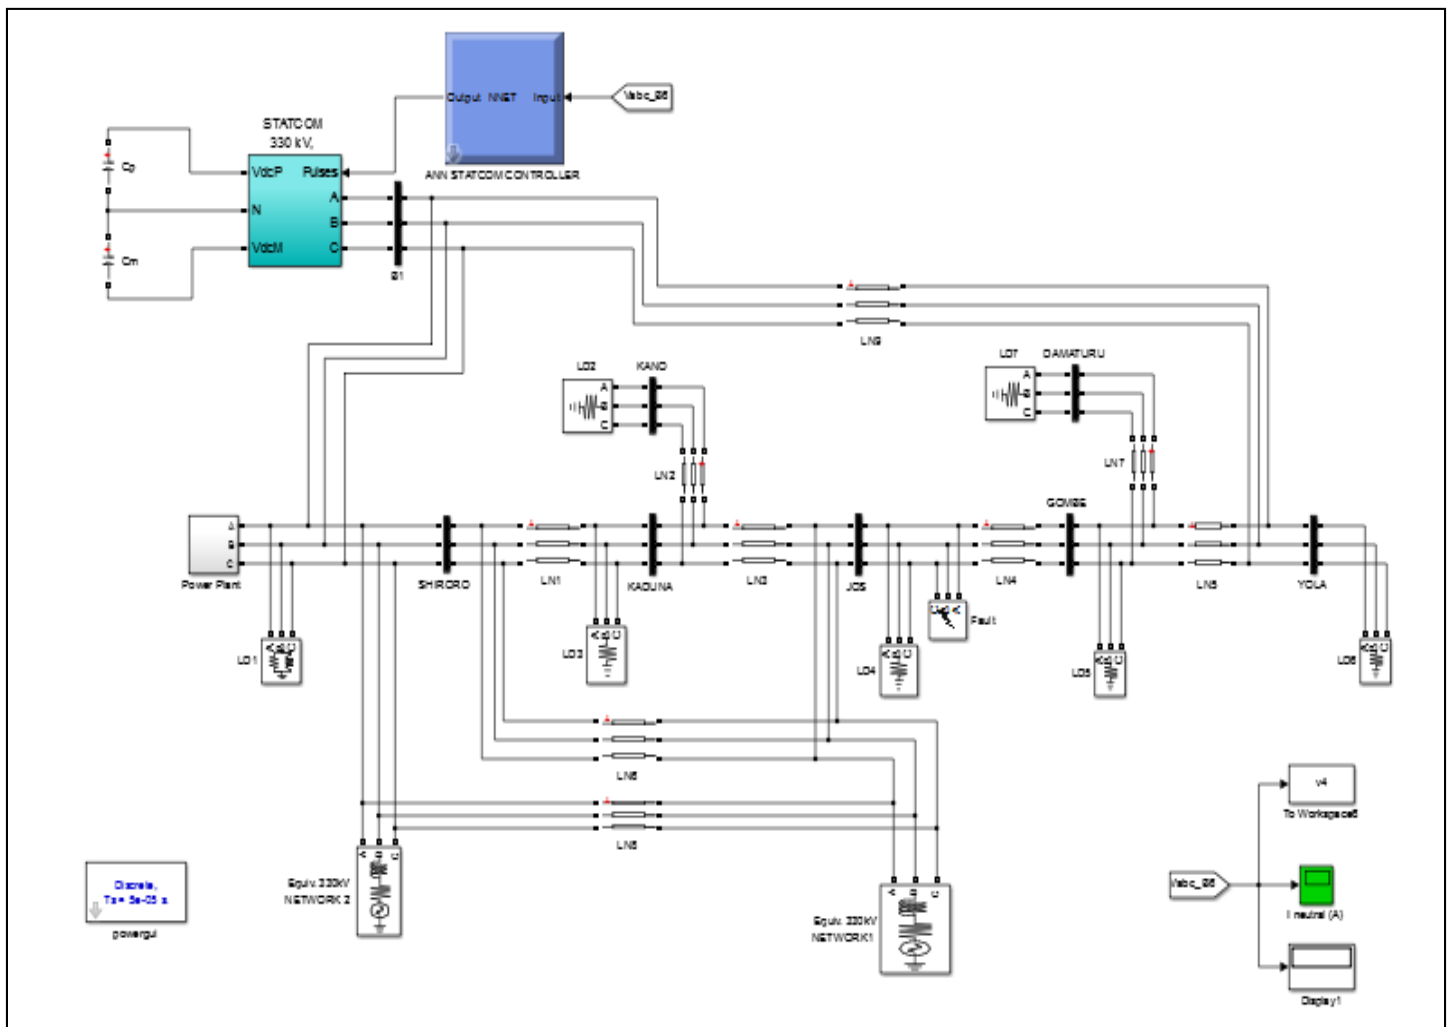 Output NNET Input
Vabc_B6
STATCOM
330 kV,
ANN STATCOM CONTROLLER
Cp
VdcP Pulses
A
N
B
VdcM C
Cm
B1
LN9
LD2 KANO
A
B
C
LD7 DAMATURU
A
B
C
LN2
LN7
GOMBE
A
B
C
Power Plant
SHIRORO
LN1
KADUNA
LN3
JOS
LN4
LN5
YOLA
Fault
LD1
LD3
LD4
LD5
LD6
A B C
A B C
A B C
A B C
A B C
LN6
v4
To Workspace6
A B C
Equiv. 330kV
NETWORK 2
A B C
Equiv. 330kV
NETWORK1
Discrete,
Ts = 5e-05 s.
powergui
Vabc_B6
I neutral (A)
Display1